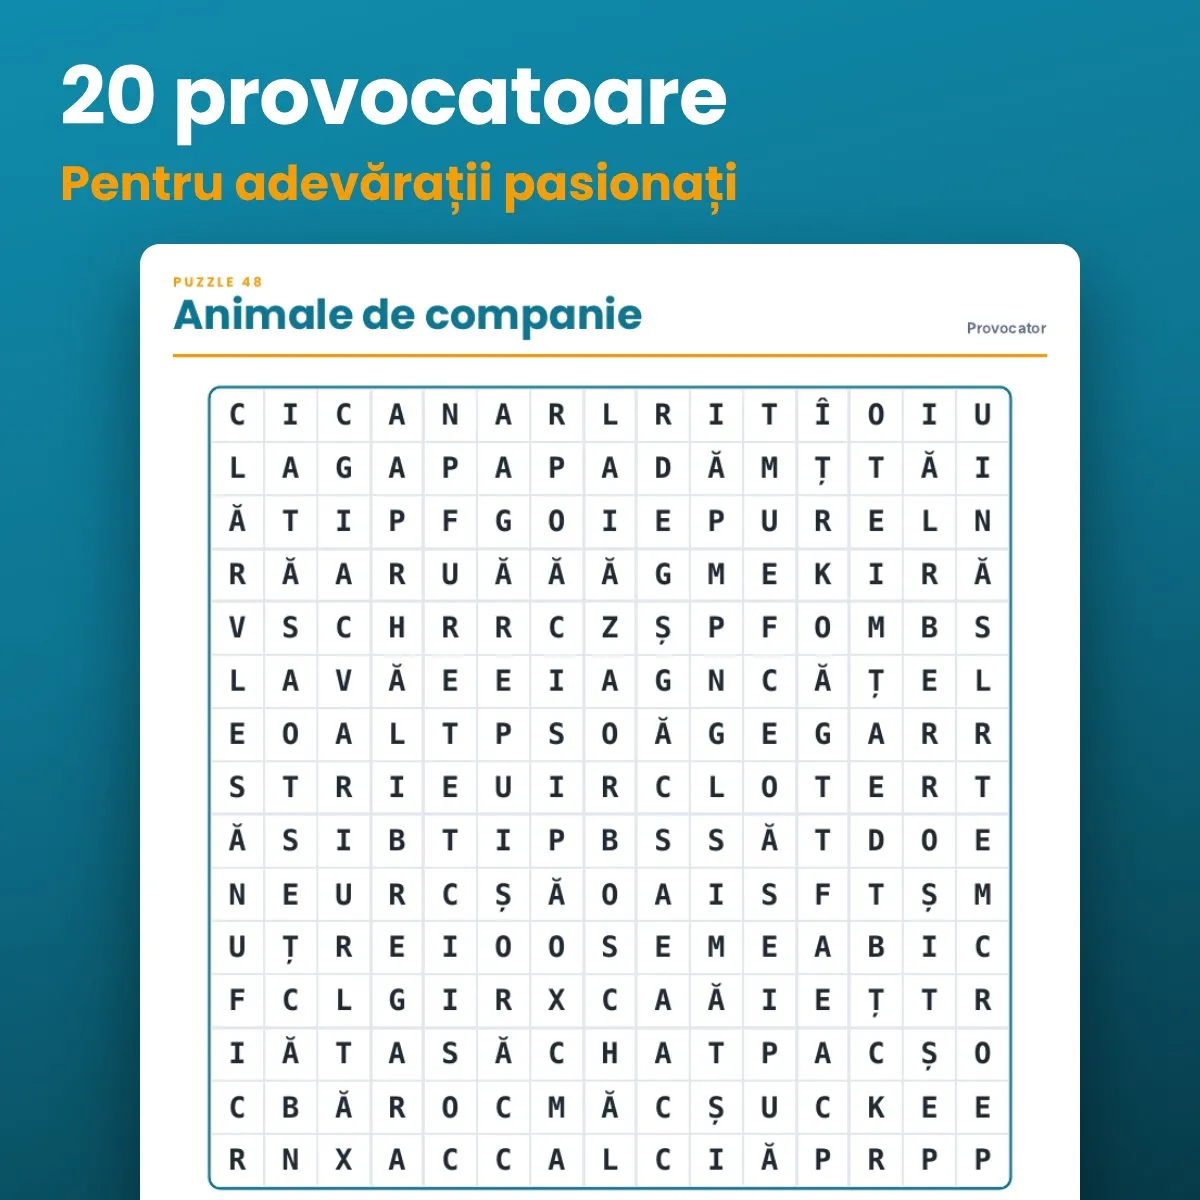 20 provocatoare
Pentru adevărații pasionați
PUZZLE 48
Animale de companie
Provocator
C I C A N A R L R I T Î O I U
L A G A P A P A D Ă M Ț T Ă I
Ă T I P F G O I E P U R E L N
R Ă A R U Ă Ă Ă G M E K I R Ă
V S C H R R C Z Ș P F O M B S
L A V Ă E E I A G N C Ă Ț E L
E O A L T P S O Ă G E G A R R
S T R I E U I R C L O T E R T
Ă S I B T I P B S S Ă T D O E
N E U R C Ș Ă O A I S F T Ș M
U Ț R E I O O S E M E A B I C
F C L G I R X C A Ă I E Ț T R
I Ă T A S Ă C H A T P A C Ș O
C B Ă R O C M Ă C Ș U C K E E
R N X A C C A L C I Ă P R P P